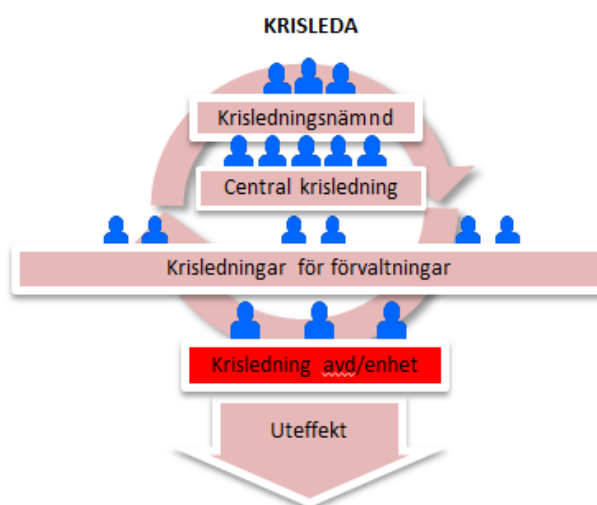 KRISLEDA
Krisledningsnämnd
Central krisledning
Krisledningar för förvaltningar
Krisledning avd/enhet
Uteffekt